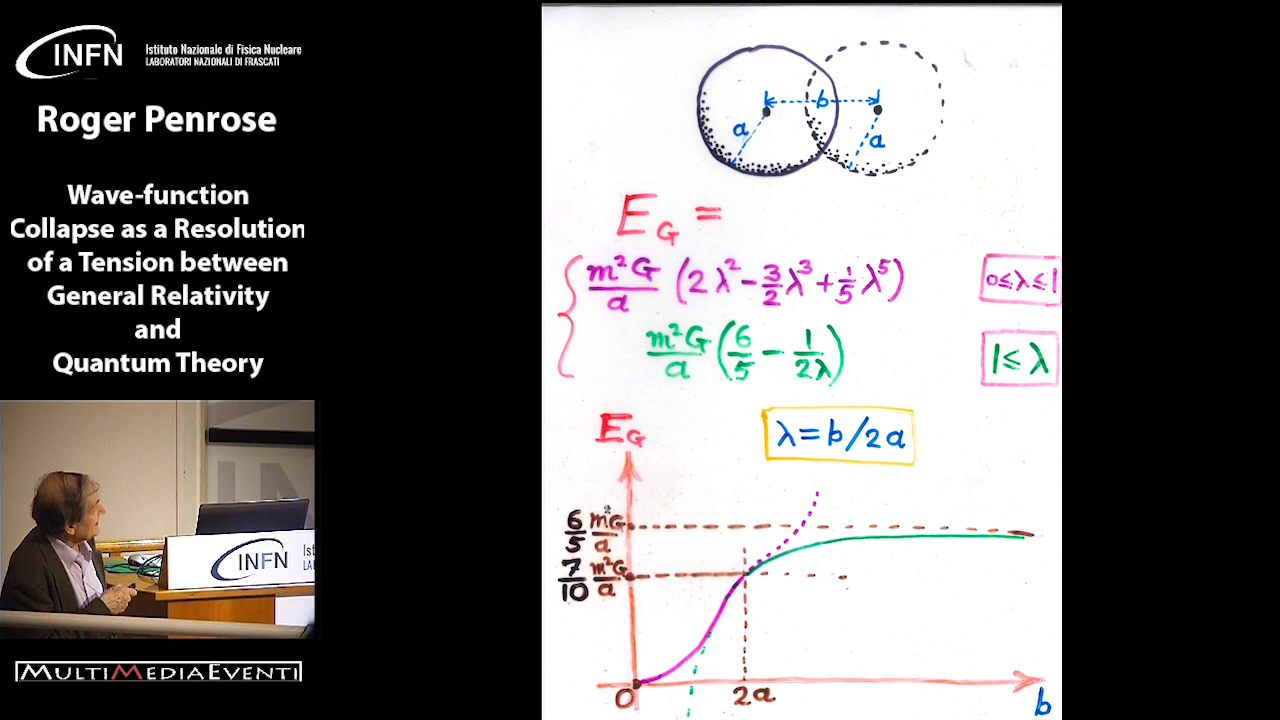 INFN
Istituto Nazionale di Fisica Nucleare
LABORATORI NAZIONALI DI FRASCATI
Roger Penrose
Wave-function
Collapse as a Resolution
of a Tension between
General Relativity
and
Quantum Theory
INFN
Ist
LA
MULTIMEDIAEVENTI
b
a
a
E_G =
m²G/a (2λ² - 3/2 λ³ + 1/5 λ⁵)
0≤λ≤1
m²G/a (6/5 - 1/2λ)
1≤λ
E_G
λ=b/2a
6/5 m²G/a
7/10 m²G/a
0
2a
b